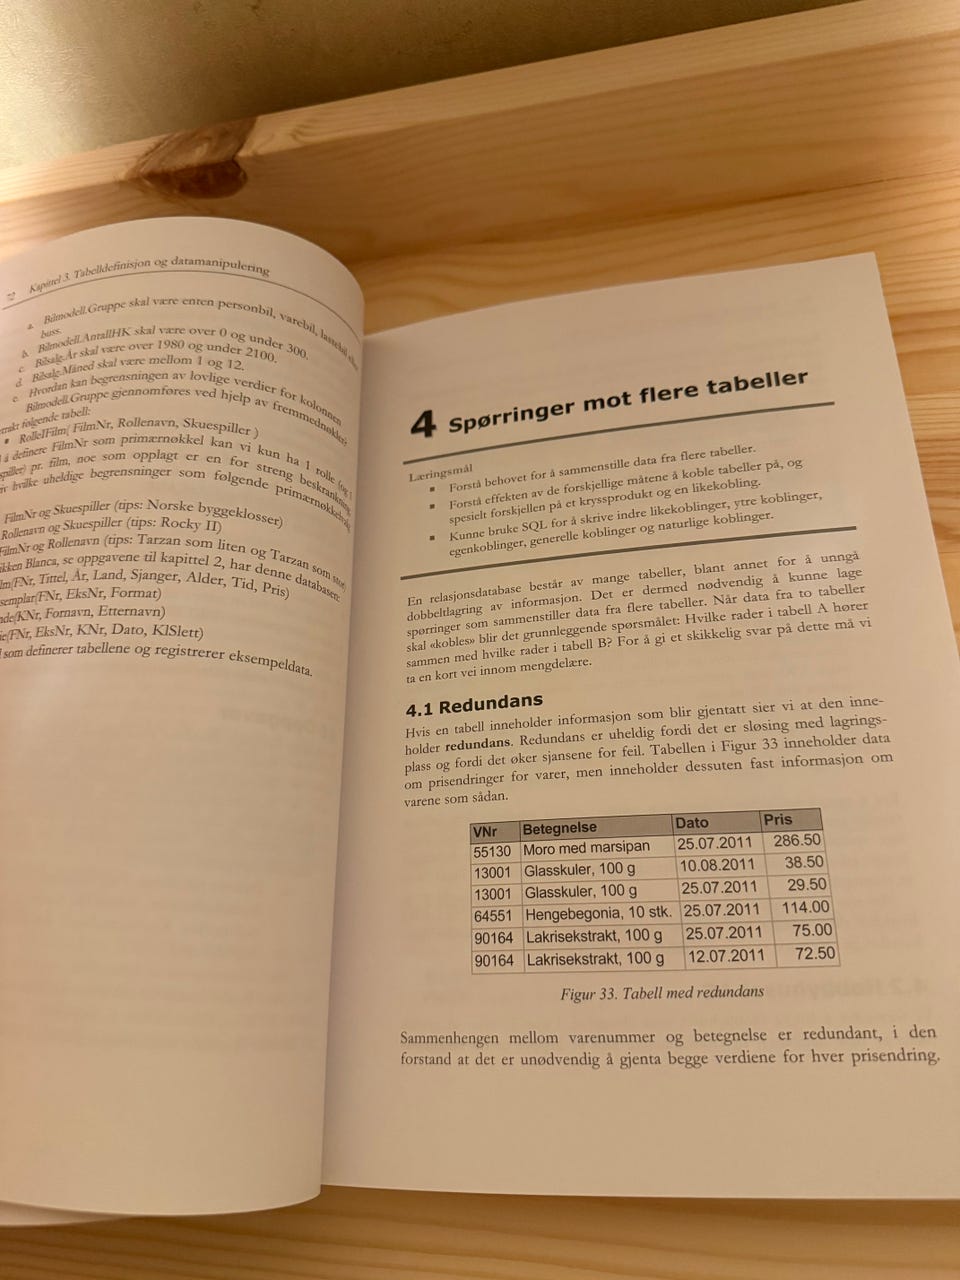 72 Kapittel 3. Tabelldefinisjon og datamanipulering
a. Bilmodell.Gruppe skal være enten personbil, varebil, lastebil eller
buss.
b. Bilmodell.AntallHK skal være over 0 og under 300.
c. Bilsalg.År skal være over 1980 og under 2100.
d. Bilsalg.Måned skal være mellom 1 og 12.
e. Hvordan kan begrensningen av lovlige verdier for kolonnen
Bilmodell.Gruppe gjennomføres ved hjelp av fremmednøkler?
følgende tabell:
▪ RolleIFilm( FilmNr, Rollenavn, Skuespiller )
å definere FilmNr som primærnøkkel kan vi kun ha 1 rolle (og 1
pr. film, noe som opplagt er en for streng beskrankning.
hvilke uheldige begrensninger som følgende primærnøkkelvalg
FilmNr og Skuespiller (tips: Norske byggeklosser)
Rollenavn og Skuespiller (tips: Rocky II)
FilmNr og Rollenavn (tips: Tarzan som liten og Tarzan som stor)
Blanca, se oppgavene til kapittel 2, har denne databasen:
(FNr, Tittel, År, Land, Sjanger, Alder, Tid, Pris)
(FNr, EksNr, Format)
(KNr, Fornavn, Etternavn)
(FNr, EksNr, KNr, Dato, KlSlett)
som definerer tabellene og registrerer eksempeldata.
4 Spørringer mot flere tabeller
Læringsmål
▪ Forstå behovet for å sammenstille data fra flere tabeller.
▪ Forstå effekten av de forskjellige måtene å koble tabeller på, og
spesielt forskjellen på et kryssprodukt og en likekobling.
▪ Kunne bruke SQL for å skrive indre likekoblinger, ytre koblinger,
egenkoblinger, generelle koblinger og naturlige koblinger.
En relasjonsdatabase består av mange tabeller, blant annet for å unngå
dobbeltlagring av informasjon. Det er dermed nødvendig å kunne lage
spørringer som sammenstiller data fra flere tabeller. Når data fra to tabeller
skal «kobles» blir det grunnleggende spørsmålet: Hvilke rader i tabell A hører
sammen med hvilke rader i tabell B? For å gi et skikkelig svar på dette må vi
ta en kort vei innom mengdelære.
4.1 Redundans
Hvis en tabell inneholder informasjon som blir gjentatt sier vi at den inne-
holder redundans. Redundans er uheldig fordi det er sløsing med lagrings-
plass og fordi det øker sjansene for feil. Tabellen i Figur 33 inneholder data
om prisendringer for varer, men inneholder dessuten fast informasjon om
varene som sådan.
VNr Betegnelse Dato Pris
55130 Moro med marsipan 25.07.2011 286.50
13001 Glasskuler, 100 g 10.08.2011 38.50
13001 Glasskuler, 100 g 25.07.2011 29.50
64551 Hengebegonia, 10 stk. 25.07.2011 114.00
90164 Lakrisekstrakt, 100 g 25.07.2011 75.00
90164 Lakrisekstrakt, 100 g 12.07.2011 72.50
Figur 33. Tabell med redundans
Sammenhengen mellom varenummer og betegnelse er redundant, i den
forstand at det er unødvendig å gjenta begge verdiene for hver prisendring.